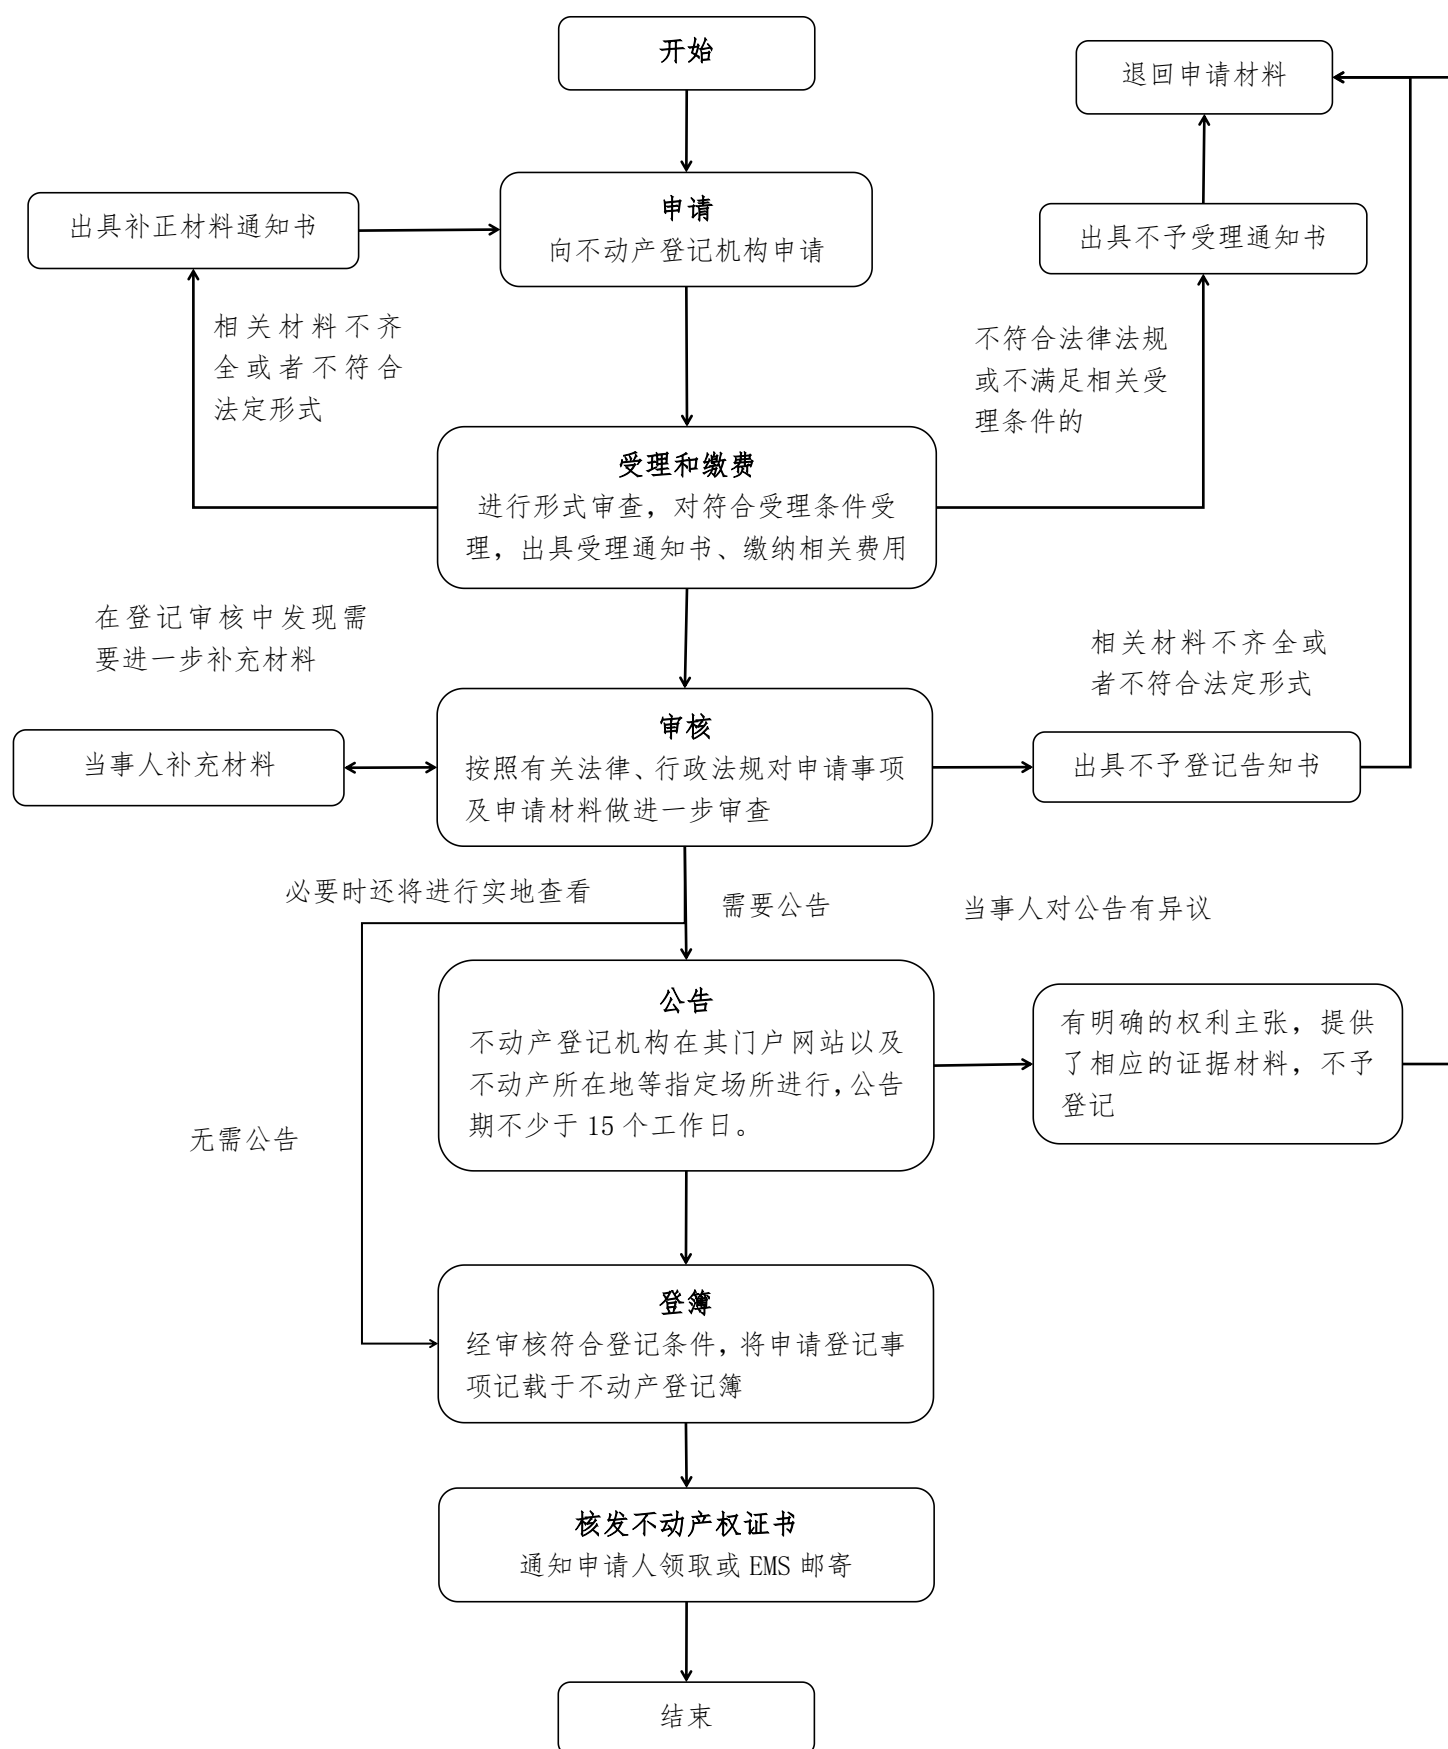 开始
退回申请材料
出具补正材料通知书
申请
向不动产登记机构申请
出具不予受理通知书
相关材料不齐
全或者不符合
法定形式
不符合法律法规
或不满足相关受
理条件的
受理和缴费
进行形式审查，对符合受理条件受
理，出具受理通知书、缴纳相关费用
在登记审核中发现需
要进一步补充材料
相关材料不齐全或
者不符合法定形式
当事人补充材料
审核
按照有关法律、行政法规对申请事项
及申请材料做进一步审查
出具不予登记告知书
必要时还将进行实地查看
需要公告
当事人对公告有异议
公告
不动产登记机构在其门户网站以及
不动产所在地等指定场所进行，公告
期不少于 15 个工作日。
有明确的权利主张，提供
了相应的证据材料，不予
登记
无需公告
登簿
经审核符合登记条件，将申请登记事
项记载于不动产登记簿
核发不动产权证书
通知申请人领取或 EMS 邮寄
结束